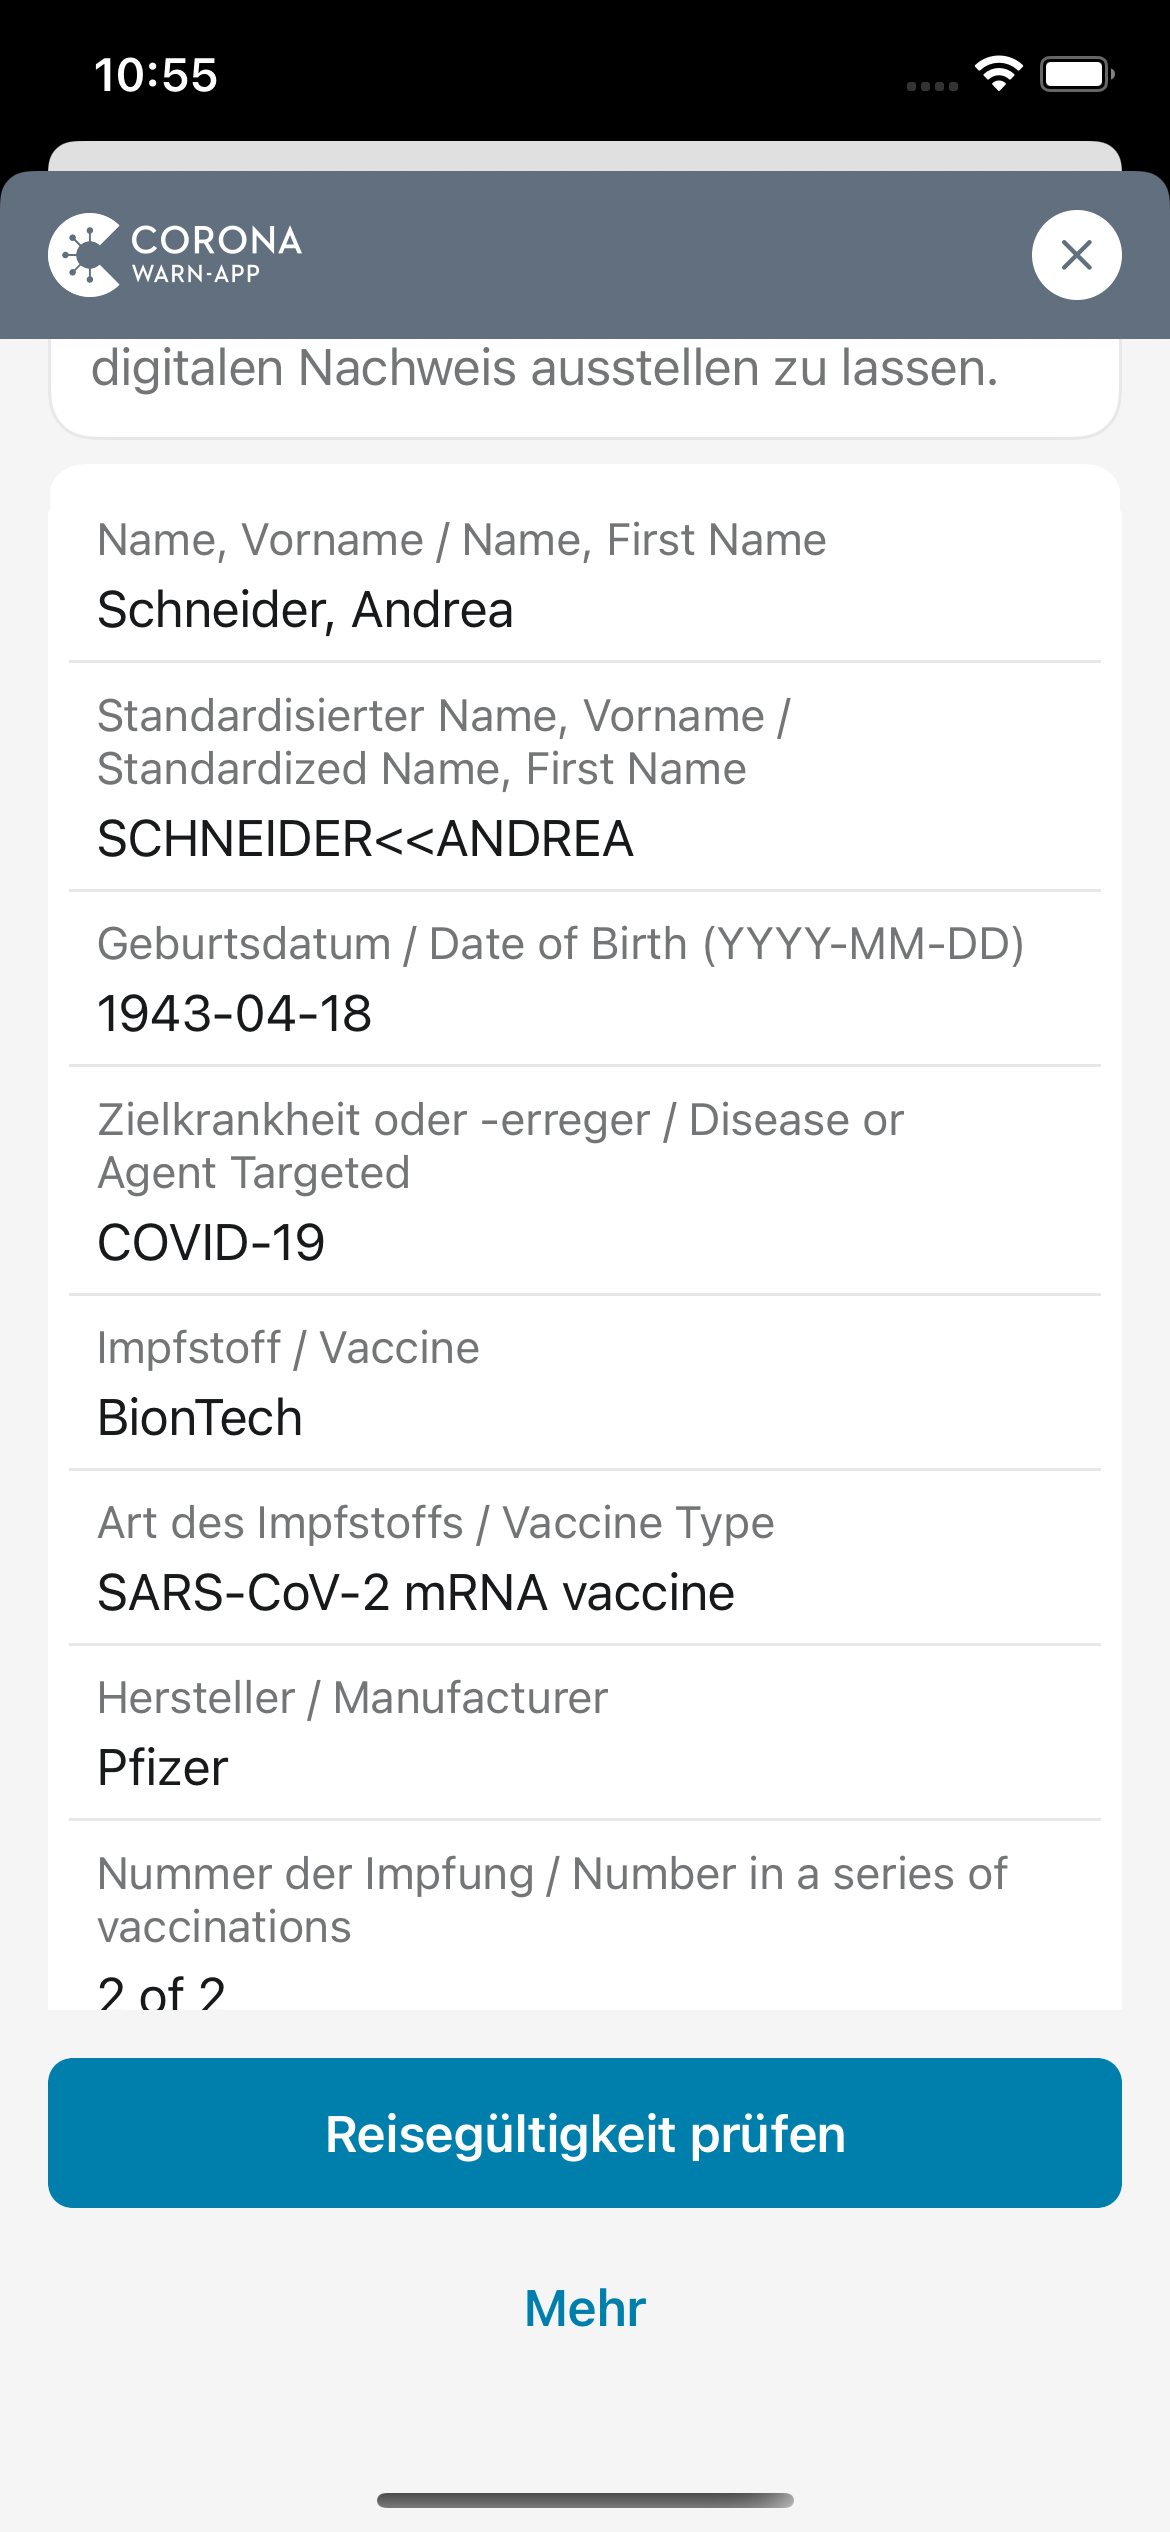 10:55
CORONA
WARN-APP
digitalen Nachweis ausstellen zu lassen.
Name, Vorname / Name, First Name
Schneider, Andrea
Standardisierter Name, Vorname /
Standardized Name, First Name
SCHNEIDER<<ANDREA
Geburtsdatum / Date of Birth (YYYY-MM-DD)
1943-04-18
Zielkrankheit oder -erreger / Disease or
Agent Targeted
COVID-19
Impfstoff / Vaccine
BionTech
Art des Impfstoffs / Vaccine Type
SARS-CoV-2 mRNA vaccine
Hersteller / Manufacturer
Pfizer
Nummer der Impfung / Number in a series of
vaccinations
2 of 2
Reisegültigkeit prüfen
Mehr